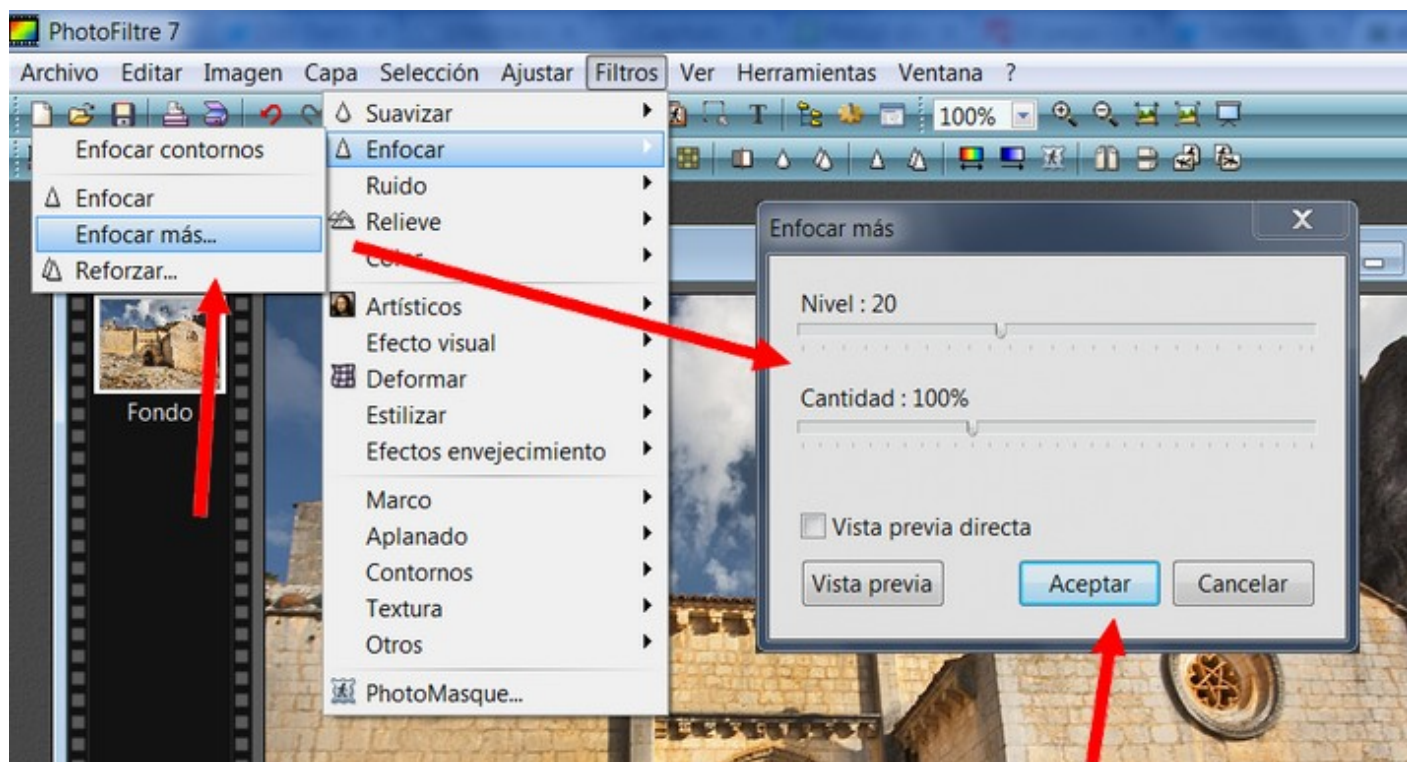 PhotoFiltre 7
Archivo Editar Imagen Capa Selección Ajustar Filtros Ver Herramientas Ventana ?
T 100%
Enfocar contornos
Enfocar
Enfocar más...
Reforzar...
Suavizar
Enfocar
Ruido
Relieve
Color
Artísticos
Efecto visual
Deformar
Estilizar
Efectos envejecimiento
Marco
Aplanado
Contornos
Textura
Otros
PhotoMasque...
Fondo
Enfocar más
X
Nivel : 20
Cantidad : 100%
Vista previa directa
Vista previa Aceptar Cancelar